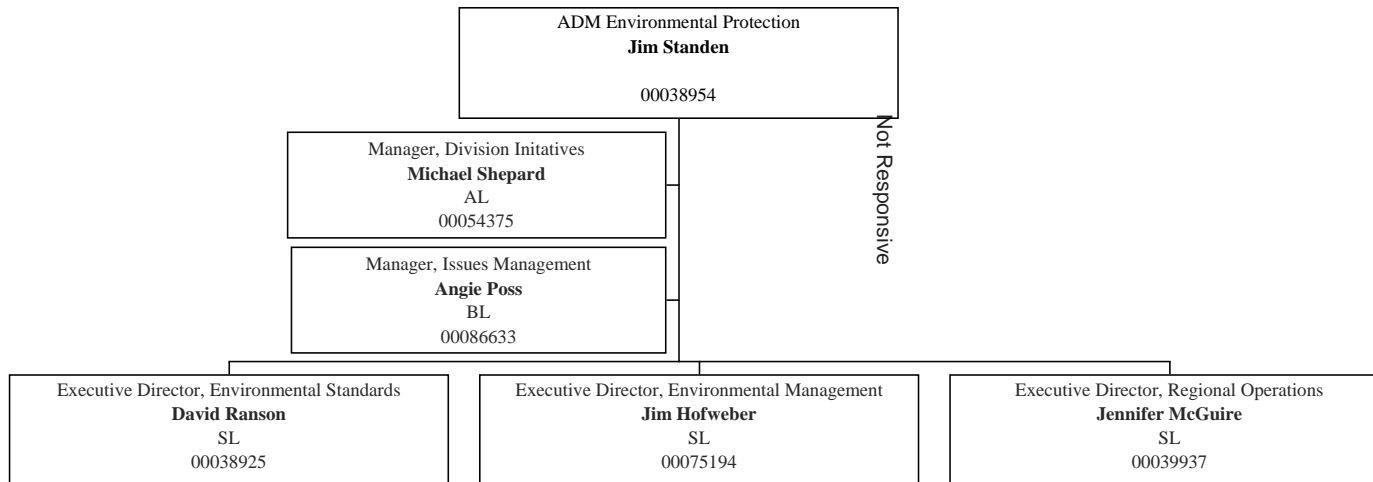 ADM Environmental Protection
Jim Standen
00038954
Not Responsive
Manager, Division Initatives
Michael Shepard
AL
00054375
Manager, Issues Management
Angie Poss
BL
00086633
Executive Director, Environmental Standards
David Ranson
SL
00038925
Executive Director, Environmental Management
Jim Hofweber
SL
00075194
Executive Director, Regional Operations
Jennifer McGuire
SL
00039937